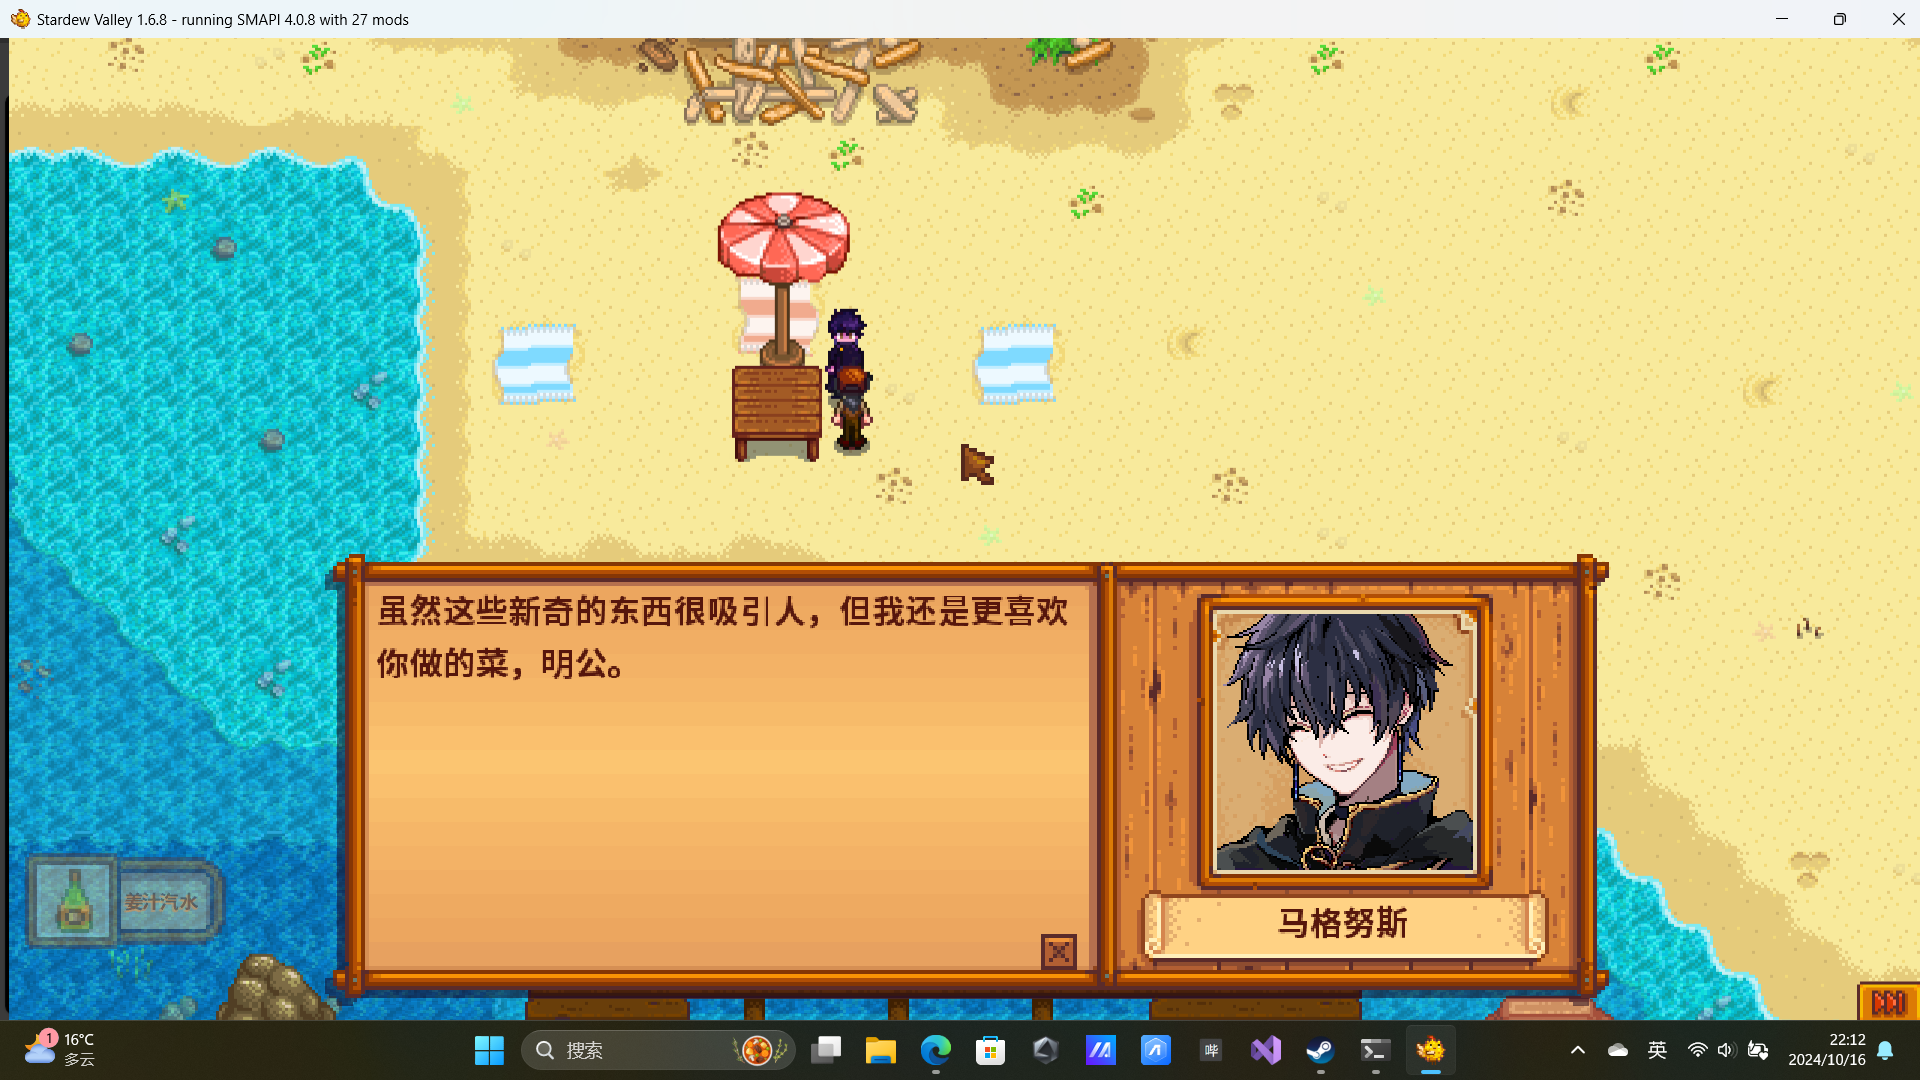 Stardew Valley 1.6.8 - running SMAPI 4.0.8 with 27 mods
虽然这些新奇的东西很吸引人，但我还是更喜欢
你做的菜，明公。
马格努斯
姜汁汽水
1
16°C
多云
搜索
哔
英
22:12
2024/10/16